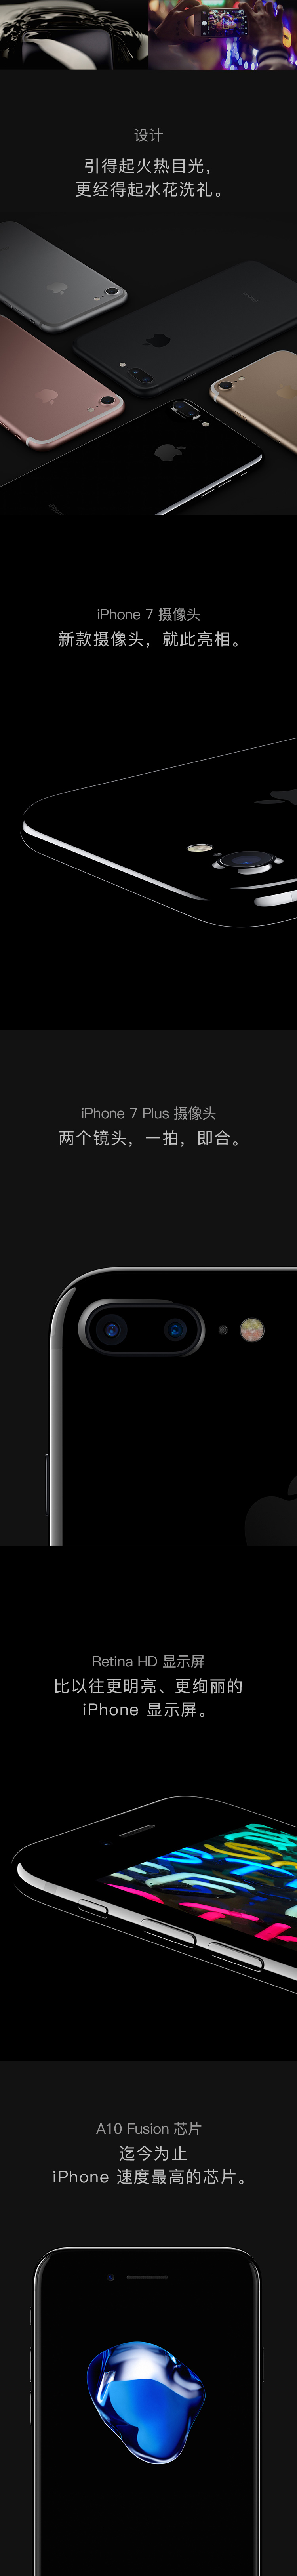 设计
引得起火热目光，
更经得起水花洗礼。
iPhone 7 摄像头
新款摄像头，就此亮相。
iPhone 7 Plus 摄像头
两个镜头，一拍，即合。
Retina HD 显示屏
比以往更明亮、更绚丽的
iPhone 显示屏。
A10 Fusion 芯片
迄今为止
iPhone 速度最高的芯片。